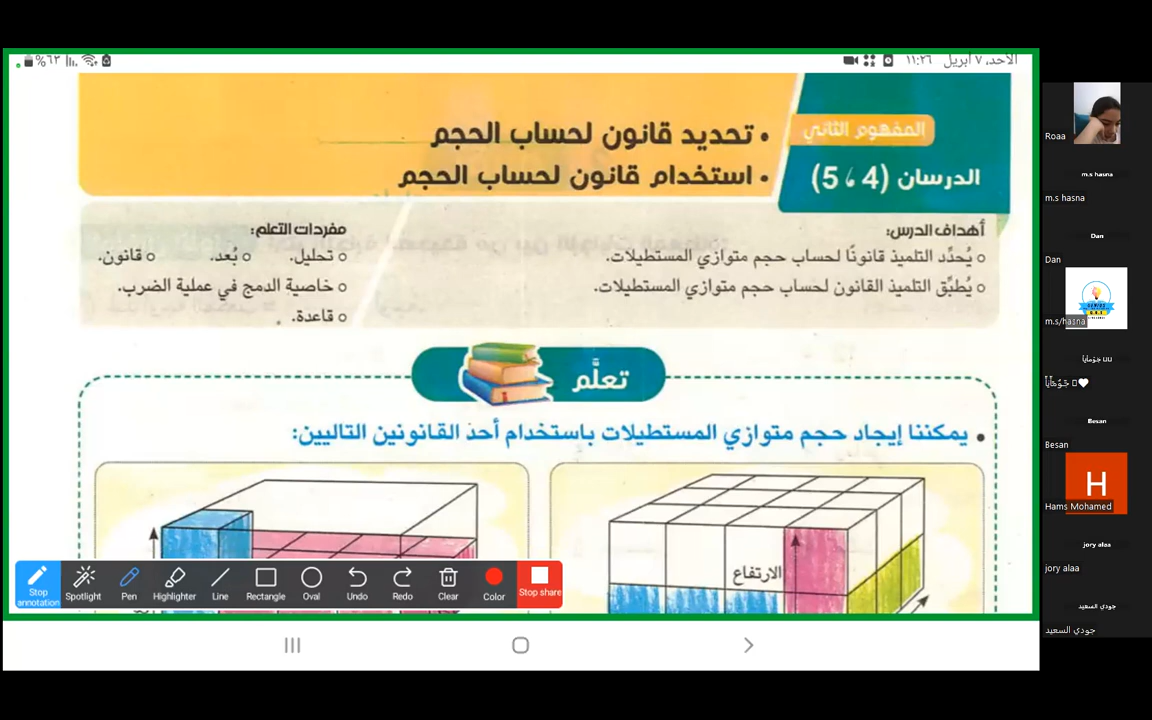 الأحد، ٧ أبريل ١١:٢٦
%٦٣
المفهوم الثاني
الدرسان (4 ، 5)
• تحديد قانون لحساب الحجم
• استخدام قانون لحساب الحجم
أهداف الدرس:
○ يُحدِّد التلميذ قانونًا لحساب حجم متوازي المستطيلات.
○ يُطبِّق التلميذ القانون لحساب حجم متوازي المستطيلات.
مفردات التعلم:
○ تحليل. ○ بُعد. ○ قانون.
○ خاصية الدمج في عملية الضرب.
○ قاعدة.
تعلَّم
• يمكننا إيجاد حجم متوازي المستطيلات باستخدام أحد القانونين التاليين:
الارتفاع
Stop annotation
Spotlight
Pen
Highlighter
Line
Rectangle
Oval
Undo
Redo
Clear
Color
Stop share
Roaa
m.s hasna
m.s hasna
Dan
Dan
m.s/hasna
Besan
Besan
H
Hams Mohamed
jory alaa
jory alaa
جودي السعيد
جودي السعيد